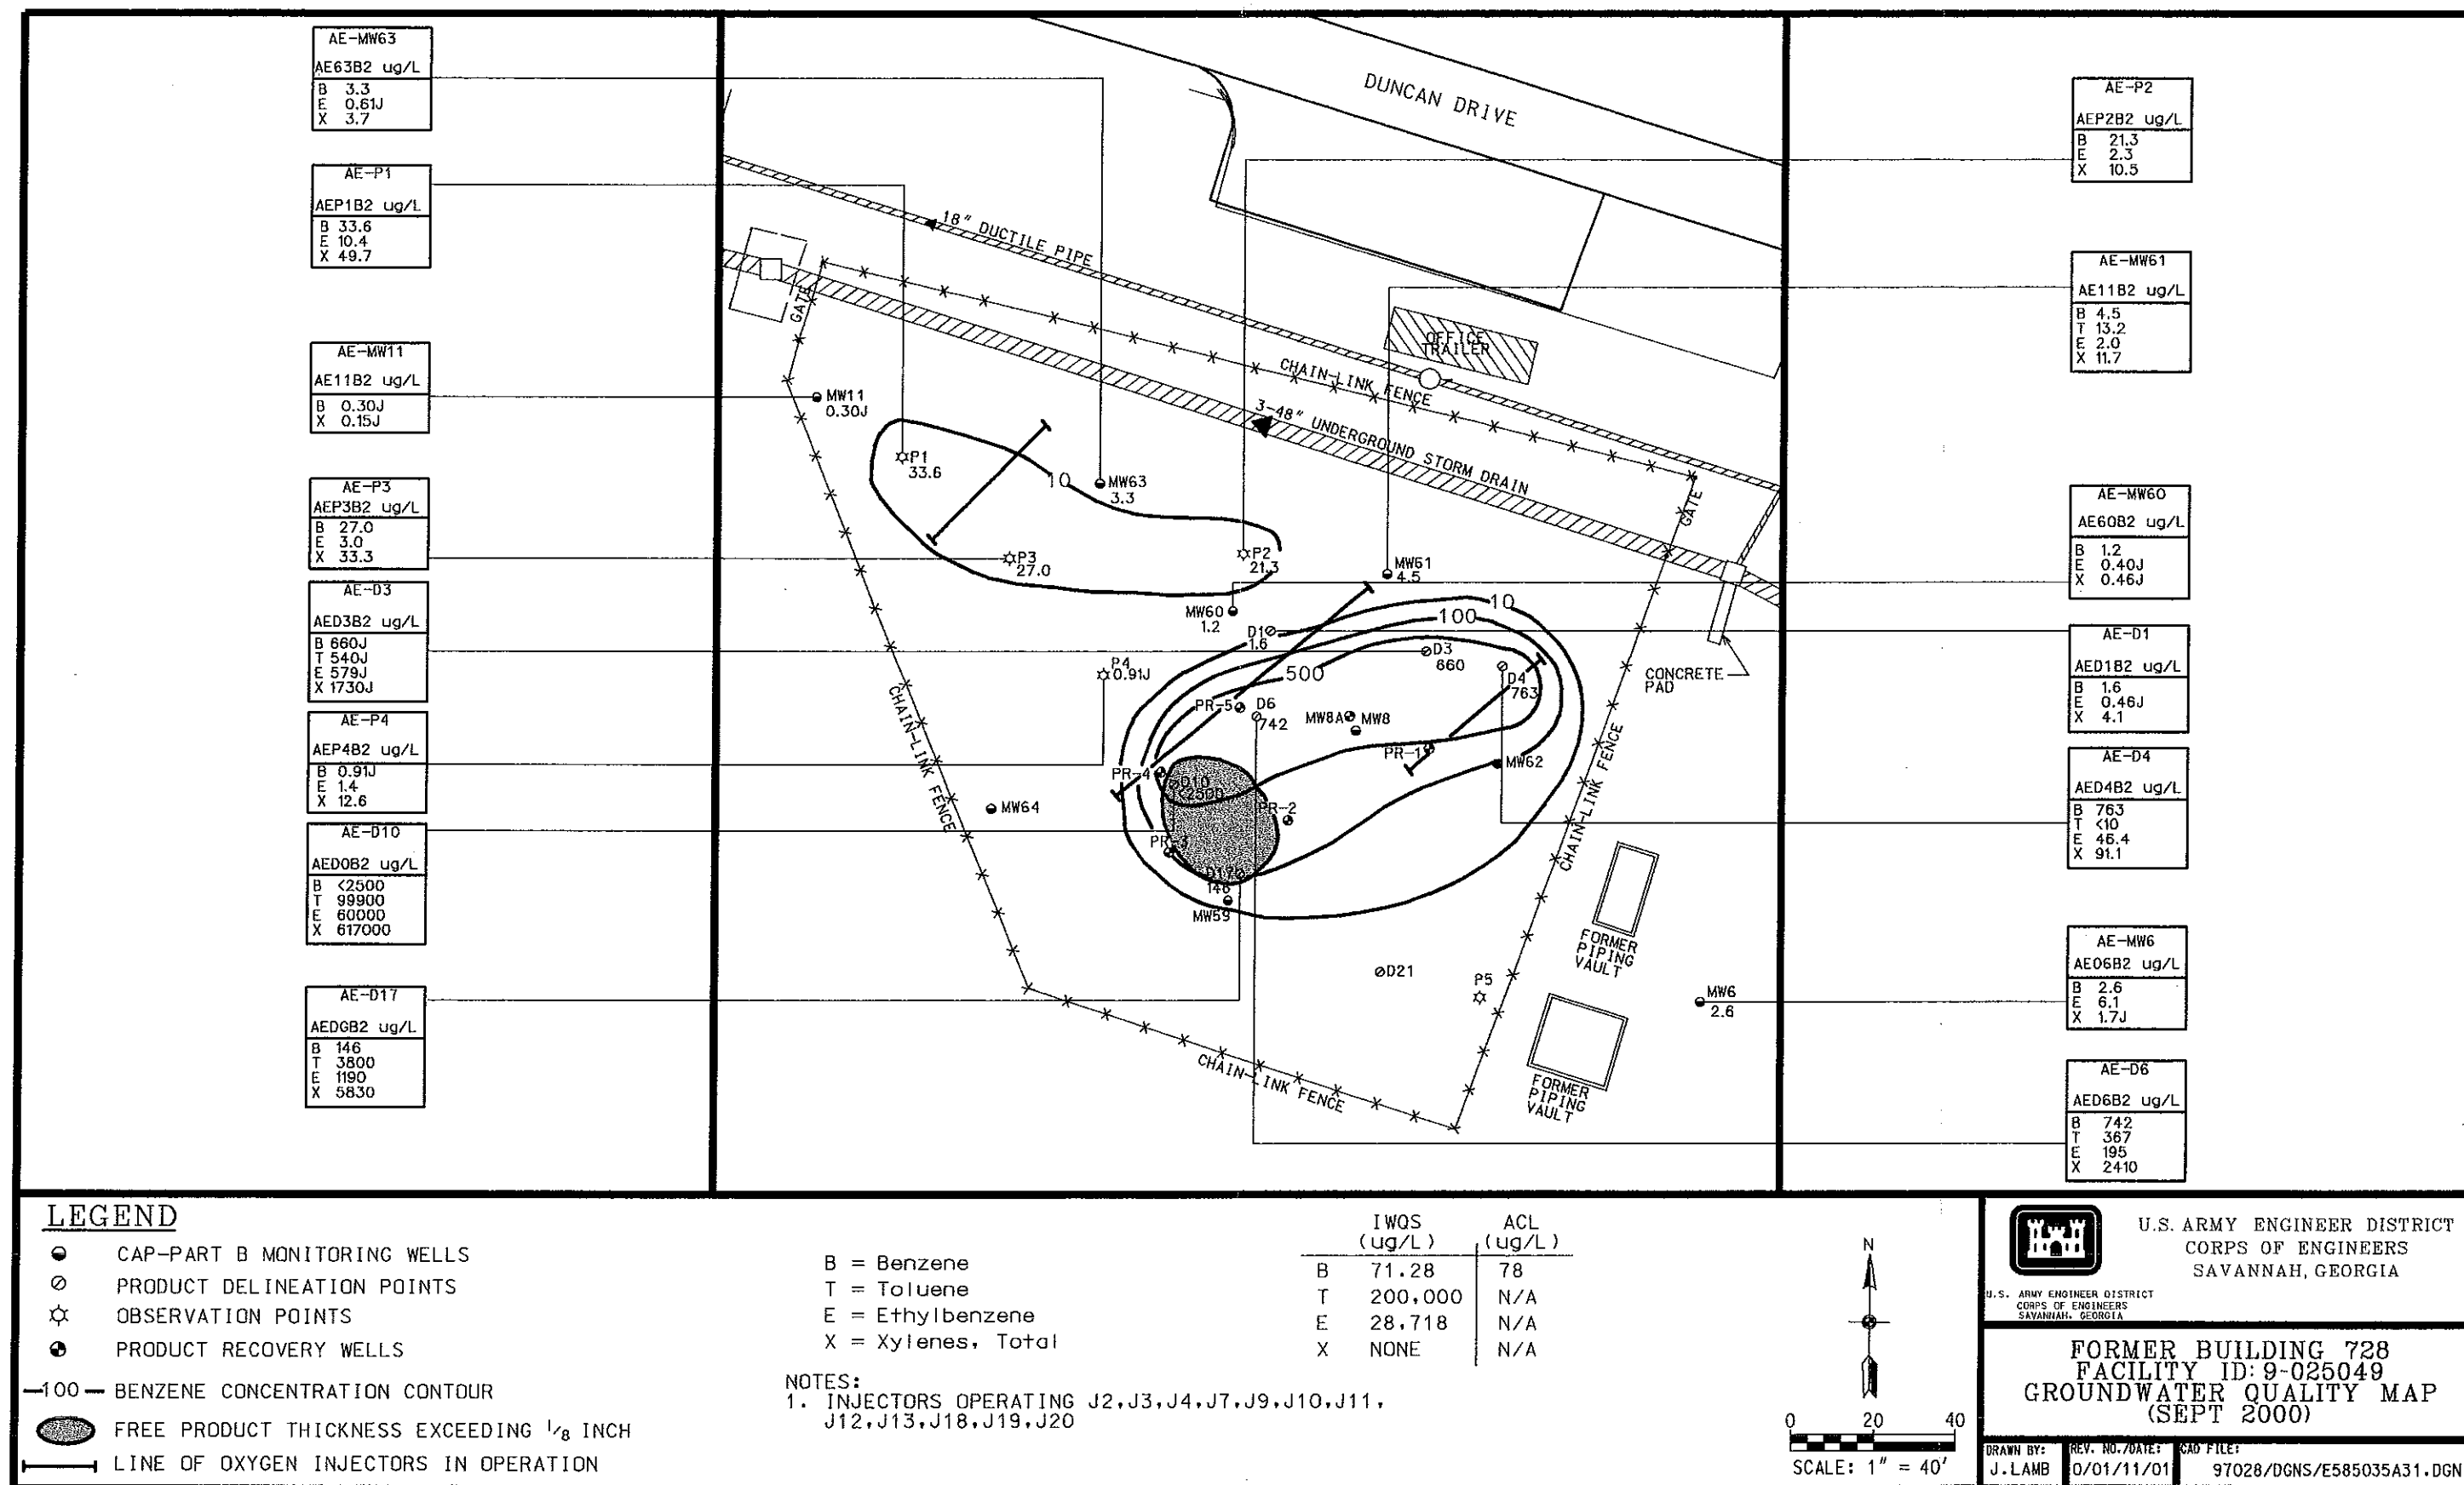 AE-MW63
AE63B2 ug/L
B 3.3
E 0.61J
X 3.7
AE-P1
AEP1B2 ug/L
B 33.6
E 10.4
X 49.7
AE-MW11
AE11B2 ug/L
B 0.30J
X 0.15J
AE-P3
AEP3B2 ug/L
B 27.0
E 3.0
X 33.3
AE-D3
AED3B2 ug/L
B 660J
T 540J
E 579J
X 1730J
AE-P4
AEP4B2 ug/L
B 0.91J
E 1.4
X 12.6
AE-D10
AED0B2 ug/L
B <2500
T 99900
E 60000
X 617000
AE-D17
AEDGB2 ug/L
B 146
T 3800
E 1190
X 5830
DUNCAN DRIVE
18" DUCTILE PIPE
GATE
OFFICE
TRAILER
CHAIN-LINK FENCE
3-48" UNDERGROUND STORM DRAIN
GATE
MW11
0.30J
P1
33.6
10
MW63
3.3
P3
27.0
P2
21.3
MW61
4.5
MW60
1.2
D1
1.6
10
100
500
D3
660
D4
763
P4
0.91J
PR-5
D6
742
MW8A
MW8
PR-1
MW62
PR-4
D10
<2500
PR-2
PR-3
D17
146
MW59
MW64
CHAIN-LINK FENCE
CHAIN-LINK FENCE
CONCRETE
PAD
D21
P5
FORMER
PIPING
VAULT
MW6
2.6
CHAIN-LINK FENCE
FORMER
PIPING
VAULT
AE-P2
AEP2B2 ug/L
B 21.3
E 2.3
X 10.5
AE-MW61
AE11B2 ug/L
B 4.5
T 13.2
E 2.0
X 11.7
AE-MW60
AE60B2 ug/L
B 1.2
E 0.40J
X 0.46J
AE-D1
AED1B2 ug/L
B 1.6
E 0.46J
X 4.1
AE-D4
AED4B2 ug/L
B 763
T <10
E 46.4
X 91.1
AE-MW6
AE06B2 ug/L
B 2.6
E 6.1
X 1.7J
AE-D6
AED6B2 ug/L
B 742
T 367
E 195
X 2410
LEGEND
CAP-PART B MONITORING WELLS
PRODUCT DELINEATION POINTS
OBSERVATION POINTS
PRODUCT RECOVERY WELLS
100 BENZENE CONCENTRATION CONTOUR
FREE PRODUCT THICKNESS EXCEEDING 1/8 INCH
LINE OF OXYGEN INJECTORS IN OPERATION
B = Benzene
T = Toluene
E = Ethylbenzene
X = Xylenes, Total
IWQS ACL
(ug/L) (ug/L)
B 71.28 78
T 200,000 N/A
E 28,718 N/A
X NONE N/A
NOTES:
1. INJECTORS OPERATING J2,J3,J4,J7,J9,J10,J11,
J12,J13,J18,J19,J20
N
0 20 40
SCALE: 1" = 40'
U.S. ARMY ENGINEER DISTRICT
CORPS OF ENGINEERS
SAVANNAH, GEORGIA
U.S. ARMY ENGINEER DISTRICT
CORPS OF ENGINEERS
SAVANNAH, GEORGIA
FORMER BUILDING 728
FACILITY ID: 9-025049
GROUNDWATER QUALITY MAP
(SEPT 2000)
DRAWN BY:
J.LAMB
REV. NO./DATE:
0/01/11/01
CAD FILE:
97028/DGNS/E585035A31.DGN